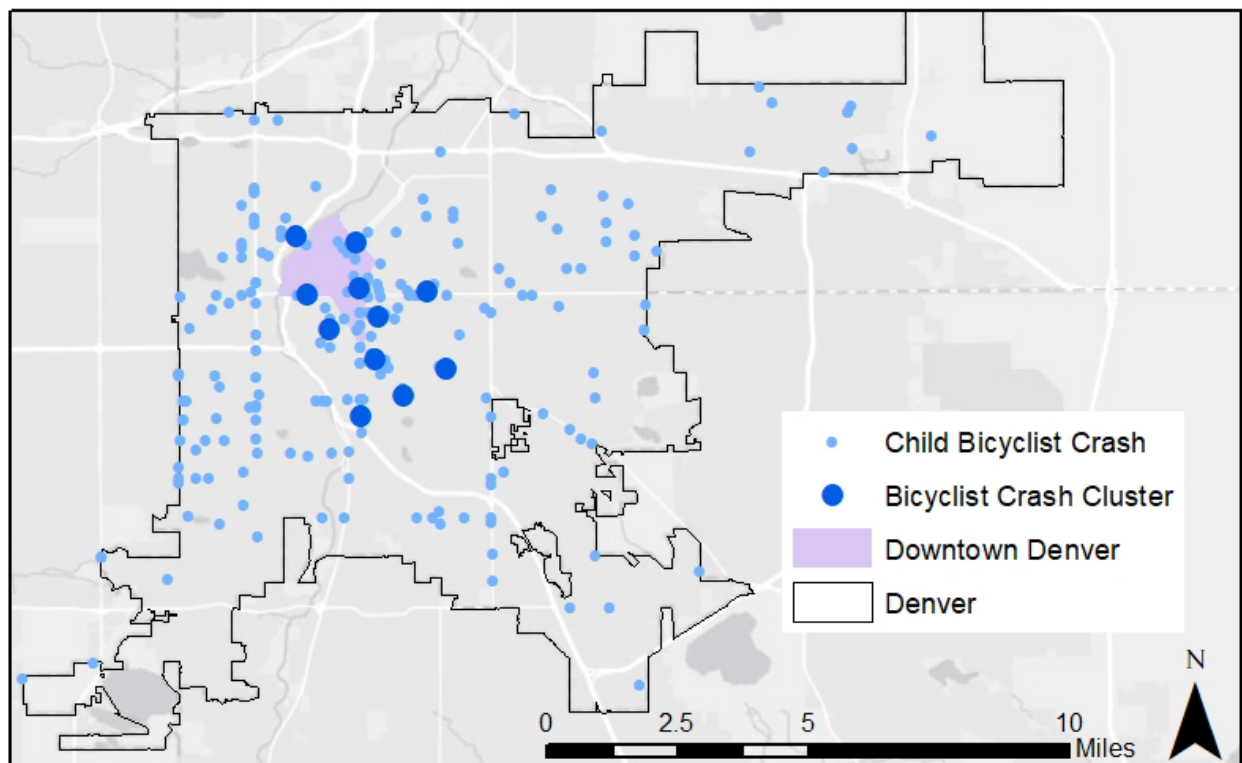 Child Bicyclist Crash
Bicyclist Crash Cluster
Downtown Denver
Denver
N
0 2.5 5 10
Miles